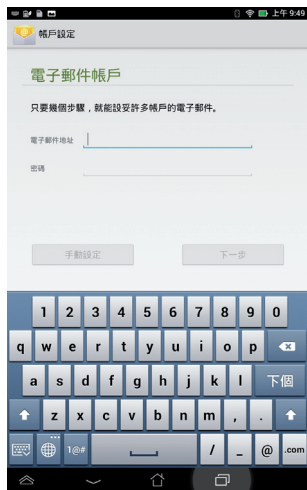 上午 9:49
帳戶設定
電子郵件帳戶
只要幾個步驟，就能設受許多帳戶的電子郵件。
電子郵件地址
密碼
手動設定
下一步
1 2 3 4 5 6 7 8 9 0
q w e r t y u i o p
a s d f g h j k l 下個
z x c v b n m , .
1@# / - @ .com